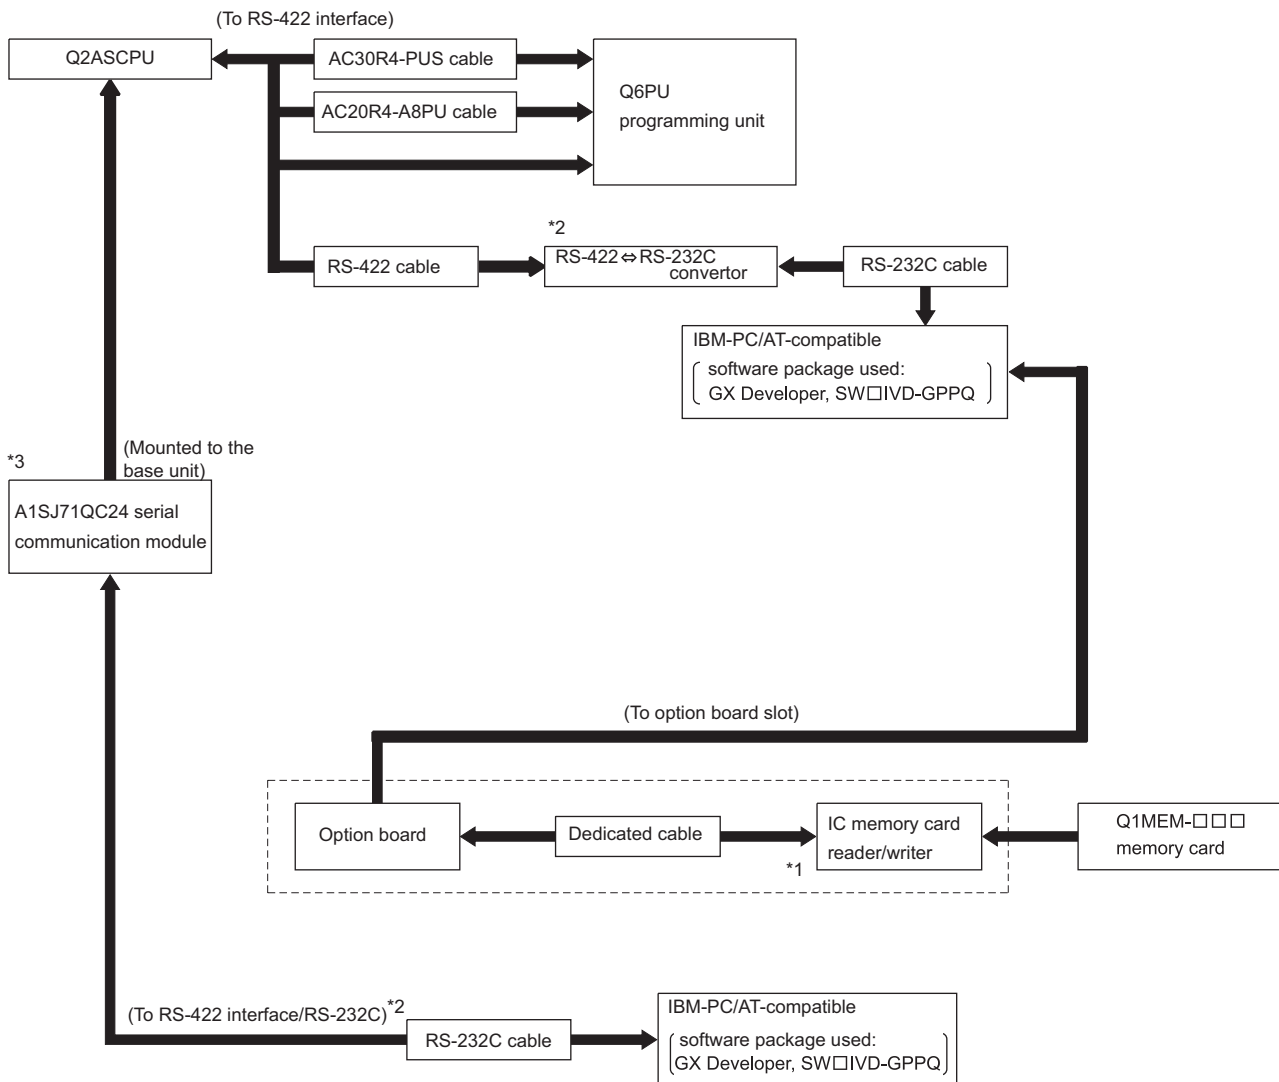 (To RS-422 interface)
Q2ASCPU
AC30R4-PUS cable
Q6PU
programming unit
AC20R4-A8PU cable
*2
RS-422 cable
RS-422⇔RS-232C
convertor
RS-232C cable
IBM-PC/AT-compatible
software package used:
GX Developer, SW□IVD-GPPQ
(Mounted to the
base unit)
*3
A1SJ71QC24 serial
communication module
(To option board slot)
Option board
Dedicated cable
IC memory card
reader/writer
*1
Q1MEM-□□□
memory card
(To RS-422 interface/RS-232C)*2
RS-232C cable
IBM-PC/AT-compatible
software package used:
GX Developer, SW□IVD-GPPQ